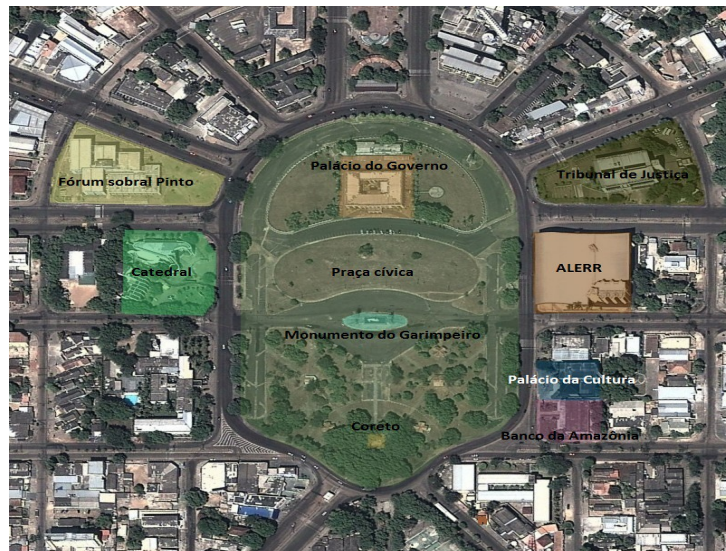 Palácio do Governo
Fórum sobral Pinto
Tribunal de Justiça
Catedral
Praça cívica
ALERR
Monumento do Garimpeiro
Palácio da Cultura
Coreto
Banco da Amazônia